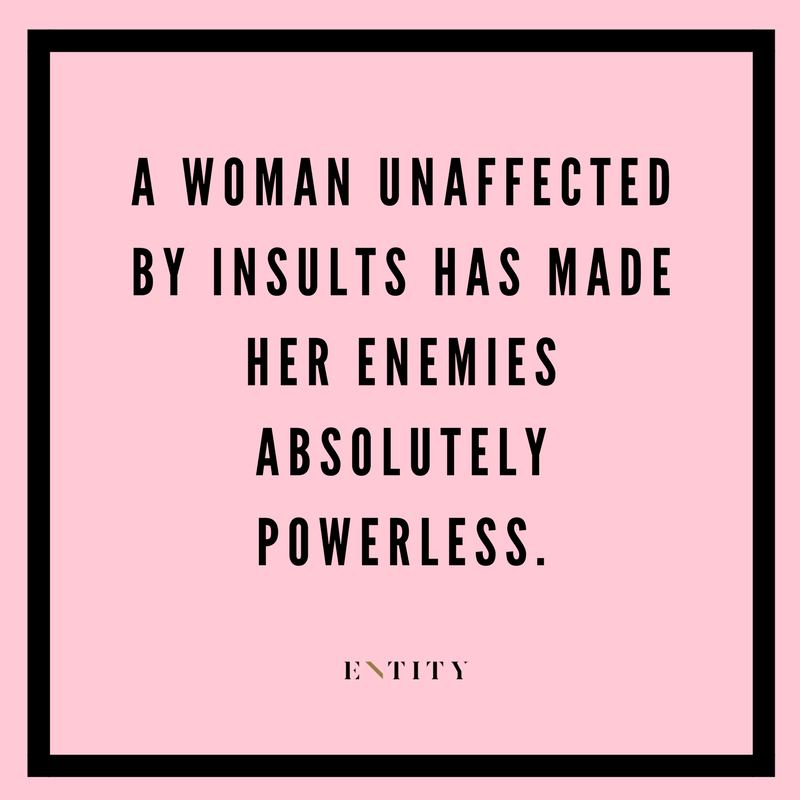 A WOMAN UNAFFECTED
BY INSULTS HAS MADE
HER ENEMIES
ABSOLUTELY
POWERLESS.
ENTITY